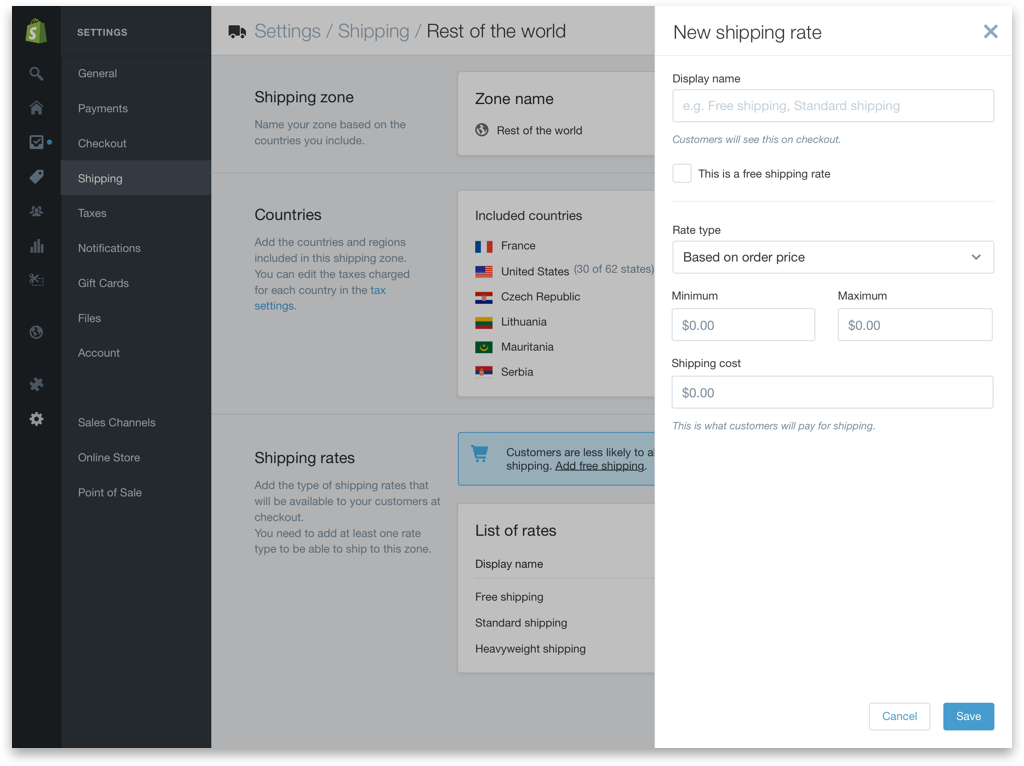 SETTINGS
General
Payments
Checkout
Shipping
Taxes
Notifications
Gift Cards
Files
Account
Sales Channels
Online Store
Point of Sale
Settings / Shipping / Rest of the world
Shipping zone
Name your zone based on the
countries you include.
Zone name
Rest of the world
Countries
Add the countries and regions
included in this shipping zone.
You can edit the taxes charged
for each country in the tax
settings.
Included countries
France
United States (30 of 62 states)
Czech Republic
Lithuania
Mauritania
Serbia
Shipping rates
Add the type of shipping rates that
will be available to your customers at
checkout.
You need to add at least one rate
type to be able to ship to this zone.
Customers are less likely to a
shipping. Add free shipping.
List of rates
Display name
Free shipping
Standard shipping
Heavyweight shipping
New shipping rate
Display name
e.g. Free shipping, Standard shipping
Customers will see this on checkout.
This is a free shipping rate
Rate type
Based on order price
Minimum Maximum
$0.00 $0.00
Shipping cost
$0.00
This is what customers will pay for shipping.
Cancel Save